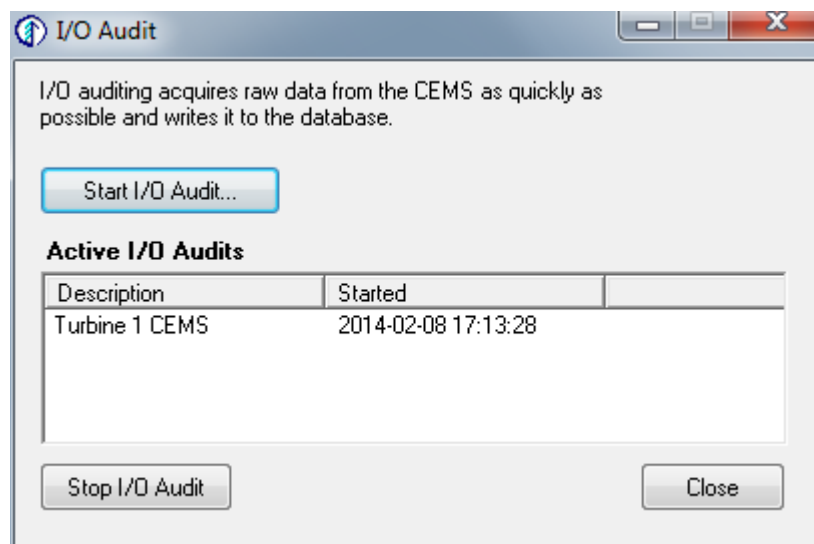 I/O Audit
I/O auditing acquires raw data from the CEMS as quickly as
possible and writes it to the database.
Start I/O Audit...
Active I/O Audits
Description Started
Turbine 1 CEMS 2014-02-08 17:13:28
Stop I/O Audit Close